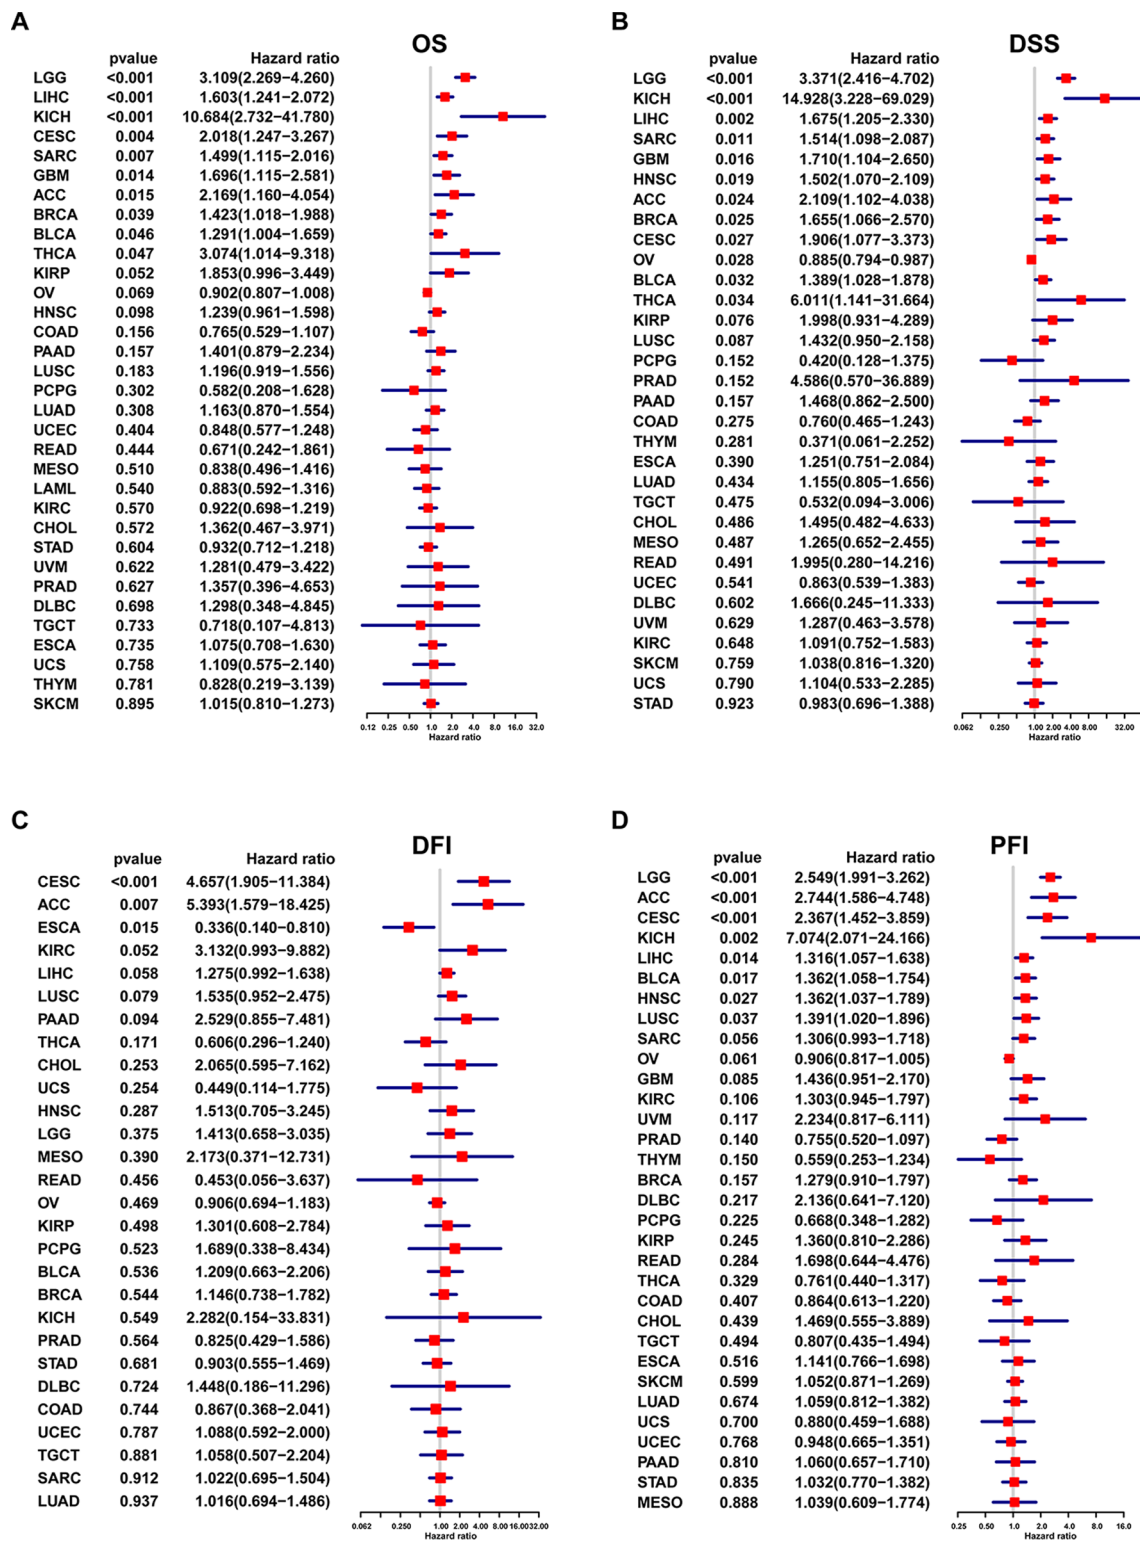 A
OS
pvalue Hazard ratio
LGG <0.001 3.109(2.269−4.260)
LIHC <0.001 1.603(1.241−2.072)
KICH <0.001 10.684(2.732−41.780)
CESC 0.004 2.018(1.247−3.267)
SARC 0.007 1.499(1.115−2.016)
GBM 0.014 1.696(1.115−2.581)
ACC 0.015 2.169(1.160−4.054)
BRCA 0.039 1.423(1.018−1.988)
BLCA 0.046 1.291(1.004−1.659)
THCA 0.047 3.074(1.014−9.318)
KIRP 0.052 1.853(0.996−3.449)
OV 0.069 0.902(0.807−1.008)
HNSC 0.098 1.239(0.961−1.598)
COAD 0.156 0.765(0.529−1.107)
PAAD 0.157 1.401(0.879−2.234)
LUSC 0.183 1.196(0.919−1.556)
PCPG 0.302 0.582(0.208−1.628)
LUAD 0.308 1.163(0.870−1.554)
UCEC 0.404 0.848(0.577−1.248)
READ 0.444 0.671(0.242−1.861)
MESO 0.510 0.838(0.496−1.416)
LAML 0.540 0.883(0.592−1.316)
KIRC 0.570 0.922(0.698−1.219)
CHOL 0.572 1.362(0.467−3.971)
STAD 0.604 0.932(0.712−1.218)
UVM 0.622 1.281(0.479−3.422)
PRAD 0.627 1.357(0.396−4.653)
DLBC 0.698 1.298(0.348−4.845)
TGCT 0.733 0.718(0.107−4.813)
ESCA 0.735 1.075(0.708−1.630)
UCS 0.758 1.109(0.575−2.140)
THYM 0.781 0.828(0.219−3.139)
SKCM 0.895 1.015(0.810−1.273)
0.12 0.25 0.50 1.0 2.0 4.0 8.0 16.0 32.0
Hazard ratio
B
DSS
pvalue Hazard ratio
LGG <0.001 3.371(2.416−4.702)
KICH <0.001 14.928(3.228−69.029)
LIHC 0.002 1.675(1.205−2.330)
SARC 0.011 1.514(1.098−2.087)
GBM 0.016 1.710(1.104−2.650)
HNSC 0.019 1.502(1.070−2.109)
ACC 0.024 2.109(1.102−4.038)
BRCA 0.025 1.655(1.066−2.570)
CESC 0.027 1.906(1.077−3.373)
OV 0.028 0.885(0.794−0.987)
BLCA 0.032 1.389(1.028−1.878)
THCA 0.034 6.011(1.141−31.664)
KIRP 0.076 1.998(0.931−4.289)
LUSC 0.087 1.432(0.950−2.158)
PCPG 0.152 0.420(0.128−1.375)
PRAD 0.152 4.586(0.570−36.889)
PAAD 0.157 1.468(0.862−2.500)
COAD 0.275 0.760(0.465−1.243)
THYM 0.281 0.371(0.061−2.252)
ESCA 0.390 1.251(0.751−2.084)
LUAD 0.434 1.155(0.805−1.656)
TGCT 0.475 0.532(0.094−3.006)
CHOL 0.486 1.495(0.482−4.633)
MESO 0.487 1.265(0.652−2.455)
READ 0.491 1.995(0.280−14.216)
UCEC 0.541 0.863(0.539−1.383)
DLBC 0.602 1.666(0.245−11.333)
UVM 0.629 1.287(0.463−3.578)
KIRC 0.648 1.091(0.752−1.583)
SKCM 0.759 1.038(0.816−1.320)
UCS 0.790 1.104(0.533−2.285)
STAD 0.923 0.983(0.696−1.388)
0.062 0.250 1.00 2.00 4.00 8.00 32.00
Hazard ratio
C
DFI
pvalue Hazard ratio
CESC <0.001 4.657(1.905−11.384)
ACC 0.007 5.393(1.579−18.425)
ESCA 0.015 0.336(0.140−0.810)
KIRC 0.052 3.132(0.993−9.882)
LIHC 0.058 1.275(0.992−1.638)
LUSC 0.079 1.535(0.952−2.475)
PAAD 0.094 2.529(0.855−7.481)
THCA 0.171 0.606(0.296−1.240)
CHOL 0.253 2.065(0.595−7.162)
UCS 0.254 0.449(0.114−1.775)
HNSC 0.287 1.513(0.705−3.245)
LGG 0.375 1.413(0.658−3.035)
MESO 0.390 2.173(0.371−12.731)
READ 0.456 0.453(0.056−3.637)
OV 0.469 0.906(0.694−1.183)
KIRP 0.498 1.301(0.608−2.784)
PCPG 0.523 1.689(0.338−8.434)
BLCA 0.536 1.209(0.663−2.206)
BRCA 0.544 1.146(0.738−1.782)
KICH 0.549 2.282(0.154−33.831)
PRAD 0.564 0.825(0.429−1.586)
STAD 0.681 0.903(0.555−1.469)
DLBC 0.724 1.448(0.186−11.296)
COAD 0.744 0.867(0.368−2.041)
UCEC 0.787 1.088(0.592−2.000)
TGCT 0.881 1.058(0.507−2.204)
SARC 0.912 1.022(0.695−1.504)
LUAD 0.937 1.016(0.694−1.486)
0.062 0.250 1.00 2.00 4.00 8.00 16.00 32.00
Hazard ratio
D
PFI
pvalue Hazard ratio
LGG <0.001 2.549(1.991−3.262)
ACC <0.001 2.744(1.586−4.748)
CESC <0.001 2.367(1.452−3.859)
KICH 0.002 7.074(2.071−24.166)
LIHC 0.014 1.316(1.057−1.638)
BLCA 0.017 1.362(1.058−1.754)
HNSC 0.027 1.362(1.037−1.789)
LUSC 0.037 1.391(1.020−1.896)
SARC 0.056 1.306(0.993−1.718)
OV 0.061 0.906(0.817−1.005)
GBM 0.085 1.436(0.951−2.170)
KIRC 0.106 1.303(0.945−1.797)
UVM 0.117 2.234(0.817−6.111)
PRAD 0.140 0.755(0.520−1.097)
THYM 0.150 0.559(0.253−1.234)
BRCA 0.157 1.279(0.910−1.797)
DLBC 0.217 2.136(0.641−7.120)
PCPG 0.225 0.668(0.348−1.282)
KIRP 0.245 1.360(0.810−2.286)
READ 0.284 1.698(0.644−4.476)
THCA 0.329 0.761(0.440−1.317)
COAD 0.407 0.864(0.613−1.220)
CHOL 0.439 1.469(0.555−3.889)
TGCT 0.494 0.807(0.435−1.494)
ESCA 0.516 1.141(0.766−1.698)
SKCM 0.599 1.052(0.871−1.269)
LUAD 0.674 1.059(0.812−1.382)
UCS 0.700 0.880(0.459−1.688)
UCEC 0.768 0.948(0.665−1.351)
PAAD 0.810 1.060(0.657−1.710)
STAD 0.835 1.032(0.770−1.382)
MESO 0.888 1.039(0.609−1.774)
0.25 0.50 1.0 2.0 4.0 8.0 16.0
Hazard ratio